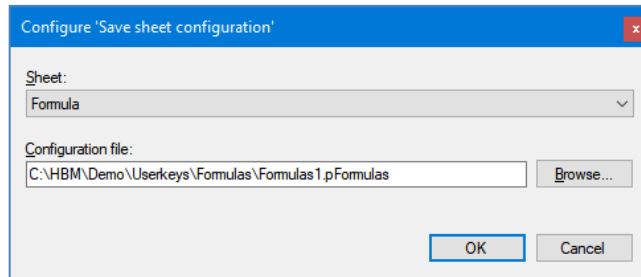 Configure 'Save sheet configuration'
x
Sheet:
Formula
Configuration file:
C:\HBM\Demo\Userkeys\Formulas\Formulas1.pFormulas
Browse...
OK
Cancel